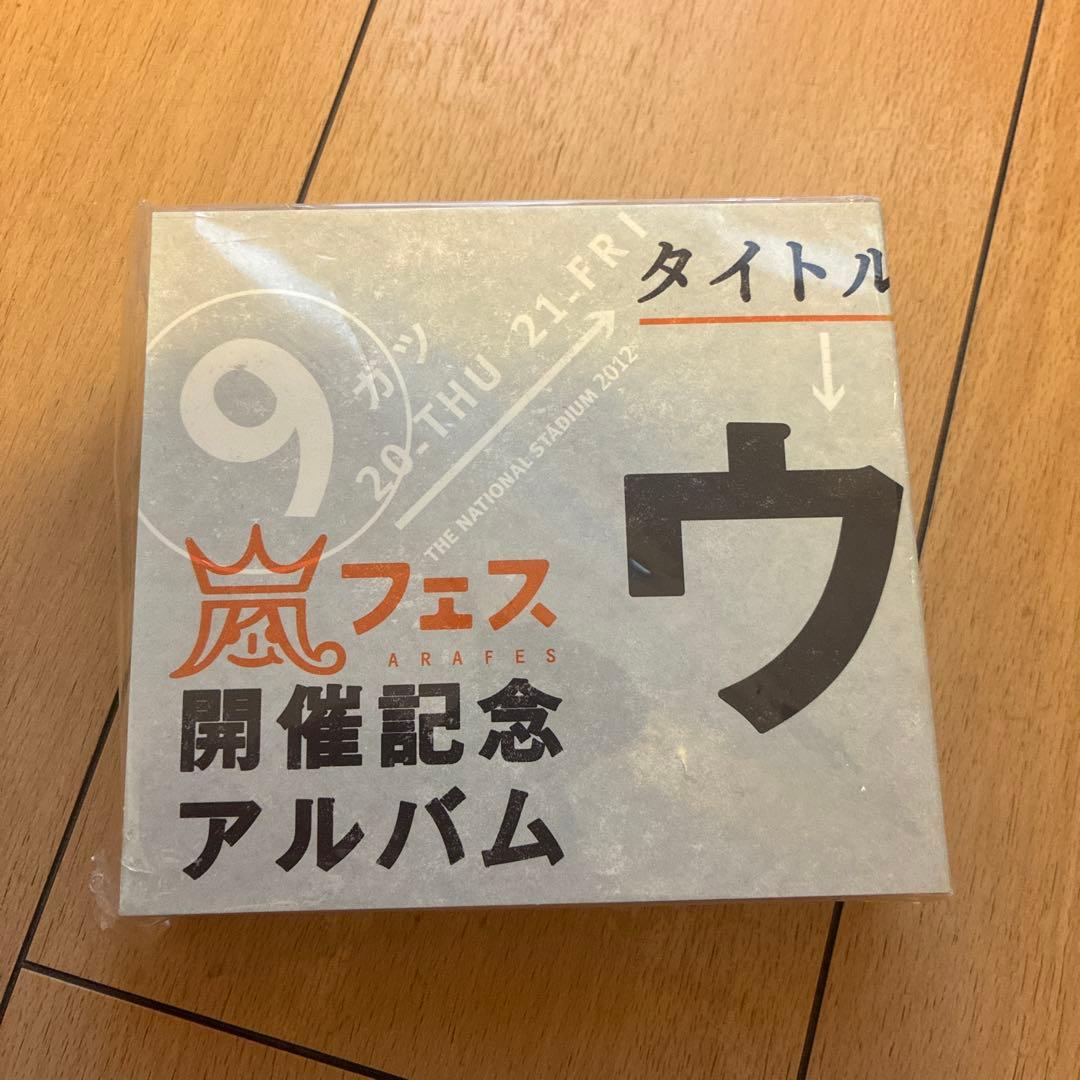 9
ガツ
20-THU 21-FRI
THE NATIONAL STADIUM 2012
タイトル
ウ
嵐フェス
ARAFES
開催記念
アルバム